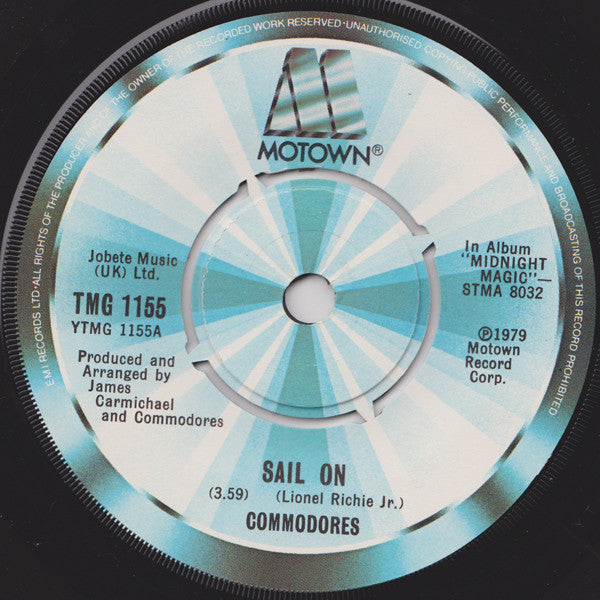 EMI RECORDS LTD·ALL RIGHTS OF THE PRODUCER AND OF THE OWNER OF THE RECORDED WORK RESERVED·UNAUTHORISED COPYING PUBLIC PERFORMANCE AND BROADCASTING OF THIS RECORD PROHIBITED
MOTOWN®
Jobete Music
(UK) Ltd.
TMG 1155
YTMG 1155A
Produced and
Arranged by
James
Carmichael
and Commodores
In Album
"MIDNIGHT
MAGIC"—
STMA 8032
℗1979
Motown
Record
Corp.
SAIL ON
(3.59) (Lionel Richie Jr.)
COMMODORES